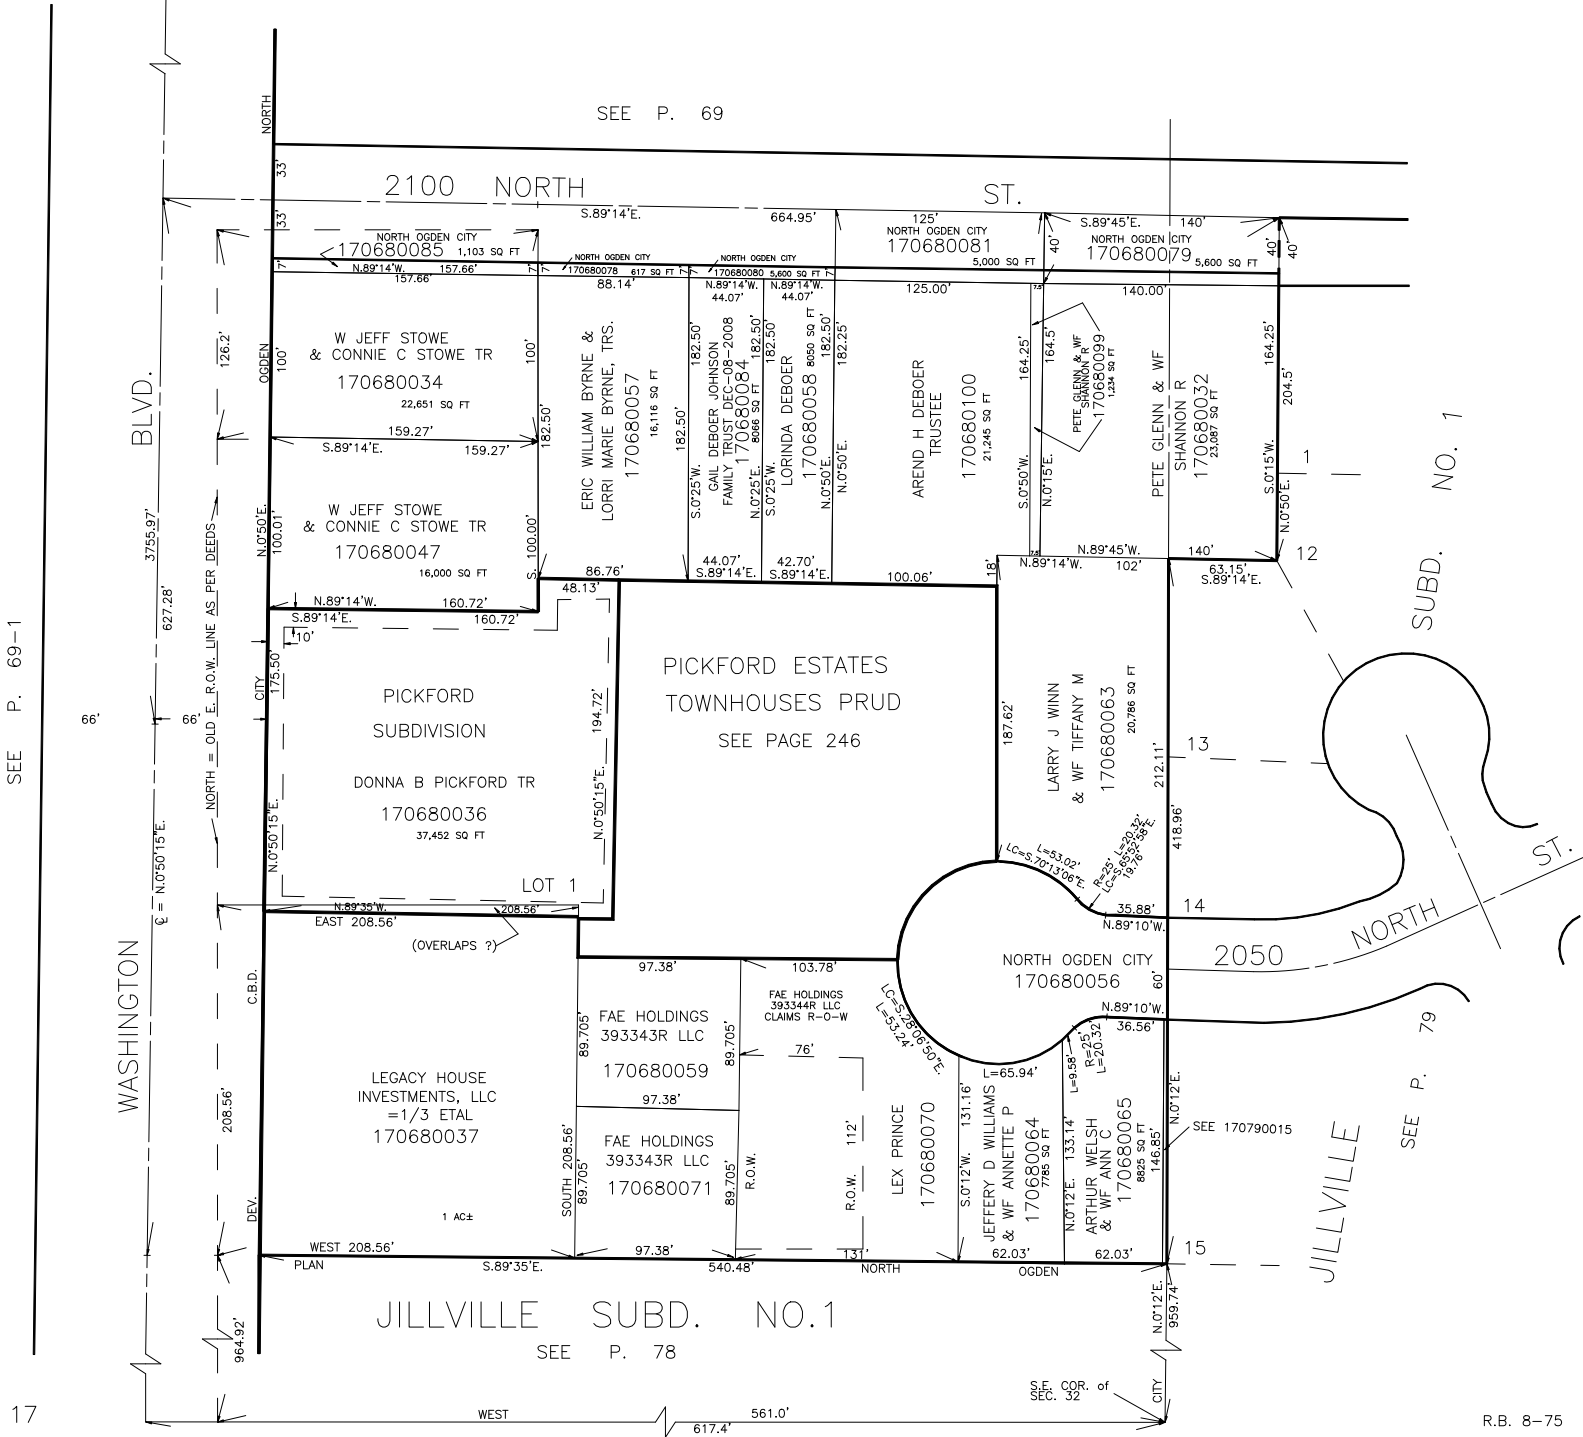 SEE P. 69
NORTH
33'
33'
2100 NORTH ST.
S.89°14'E.
664.95'
125'
S.89°45'E. 140'
NORTH OGDEN CITY
170680085 1,103 SQ FT
NORTH OGDEN CITY
170680078 617 SQ FT
NORTH OGDEN CITY
170680080 5,600 SQ FT
NORTH OGDEN CITY
170680081
5,000 SQ FT
NORTH OGDEN CITY
170680079 5,600 SQ FT
40'
40'
40'
7'
7'
7'
7'
7'
7'
N.89°14'W. 157.66'
157.66'
88.14'
N.89°14'W.
44.07'
N.89°14'W.
44.07'
125.00'
7.5'
140.00'
126.2'
OGDEN
100'
W JEFF STOWE
& CONNIE C STOWE TR
170680034
22,651 SQ FT
100'
159.27'
S.89°14'E. 159.27'
182.50'
ERIC WILLIAM BYRNE &
LORRI MARIE BYRNE, TRS.
170680057
16,116 SQ FT
182.50'
182.50'
S.0°25'W.
GAIL DEBOER JOHNSON
FAMILY TRUST DEC-08-2008
170680084
8066 SQ FT
N.0°25'E. 182.50'
S.0°25'W. 182.50'
LORINDA DEBOER
170680058 8050 SQ FT
N.0°50'E. 182.50'
N.0°50'E. 182.25'
AREND H DEBOER
TRUSTEE
170680100
21,245 SQ FT
S.0°50'W. 164.25'
N.0°15'E. 164.5'
PETE GLENN & WF
SHANNON R
170680099
1,234 SQ FT
PETE GLENN & WF
SHANNON R
170680032
23,087 SQ FT
S.0°15'W. 164.25'
N.0°50'E. 204.5'
1
12
13
14
15
W JEFF STOWE
& CONNIE C STOWE TR
170680047
16,000 SQ FT
N.0°50'E.
100.01'
S. 100.00'
N.89°14'W. 160.72'
S.89°14'E. 160.72'
86.76'
48.13'
44.07'
S.89°14'E.
42.70'
S.89°14'E.
100.06'
18'
7.5'
N.89°45'W. 140'
N.89°14'W. 102'
63.15'
S.89°14'E.
BLVD.
WASHINGTON
3755.97'
627.28'
NORTH = OLD E. R.O.W. LINE AS PER DEEDS
SEE P. 69-1
66'
66'
10'
CITY
175.50'
N.0°50'15"E.
℄ = N.0°50'15"E.
PICKFORD
SUBDIVISION
DONNA B PICKFORD TR
170680036
37,452 SQ FT
LOT 1
N.0°50'15"E. 194.72'
PICKFORD ESTATES
TOWNHOUSES PRUD
SEE PAGE 246
187.62'
LARRY J WINN
& WF TIFFANY M
170680063
20,786 SQ FT
212.11'
418.96'
L=53.02'
LC=S.70°13'06"E.
R=25' L=20.32'
LC=S.65°52'58"E.
19.76'
35.88'
N.89°10'W.
N.89°35'W. 208.56'
EAST 208.56'
(OVERLAPS ?)
NORTH OGDEN CITY
170680056
60'
2050 NORTH ST.
N.89°10'W.
36.56'
R=25'
L=20.32
L=9.58'
L=65.94'
LC=S.28°06'50"E.
L=53.24'
97.38'
103.78'
FAE HOLDINGS
393344R LLC
CLAIMS R-O-W
FAE HOLDINGS
393343R LLC
170680059
89.705'
89.705'
97.38'
76'
112'
R.O.W.
R.O.W.
FAE HOLDINGS
393343R LLC
170680071
89.705'
89.705'
SOUTH 208.56'
97.38'
LEGACY HOUSE
INVESTMENTS, LLC
=1/3 ETAL
170680037
1 AC±
208.56'
C.B.D.
DEV.
WEST 208.56'
LEX PRINCE
170680070
131'
S.0°12'W. 131.16'
JEFFERY D WILLIAMS
& WF ANNETTE P
170680064
7785 SQ FT
62.03'
N.0°12'E. 133.14'
ARTHUR WELSH
& WF ANN C
170680065
8825 SQ FT
146.85'
62.03'
N.0°12'E.
SEE 170790015
PLAN
S.89°35'E.
540.48'
NORTH
OGDEN
JILLVILLE SUBD. NO.1
SEE P. 78
JILLVILLE SUBD. NO. 1
SEE P. 79
964.92'
N.0°12'E.
959.74'
CITY
S.E. COR. of
SEC. 32
WEST
561.0'
617.4'
17
R.B. 8-75